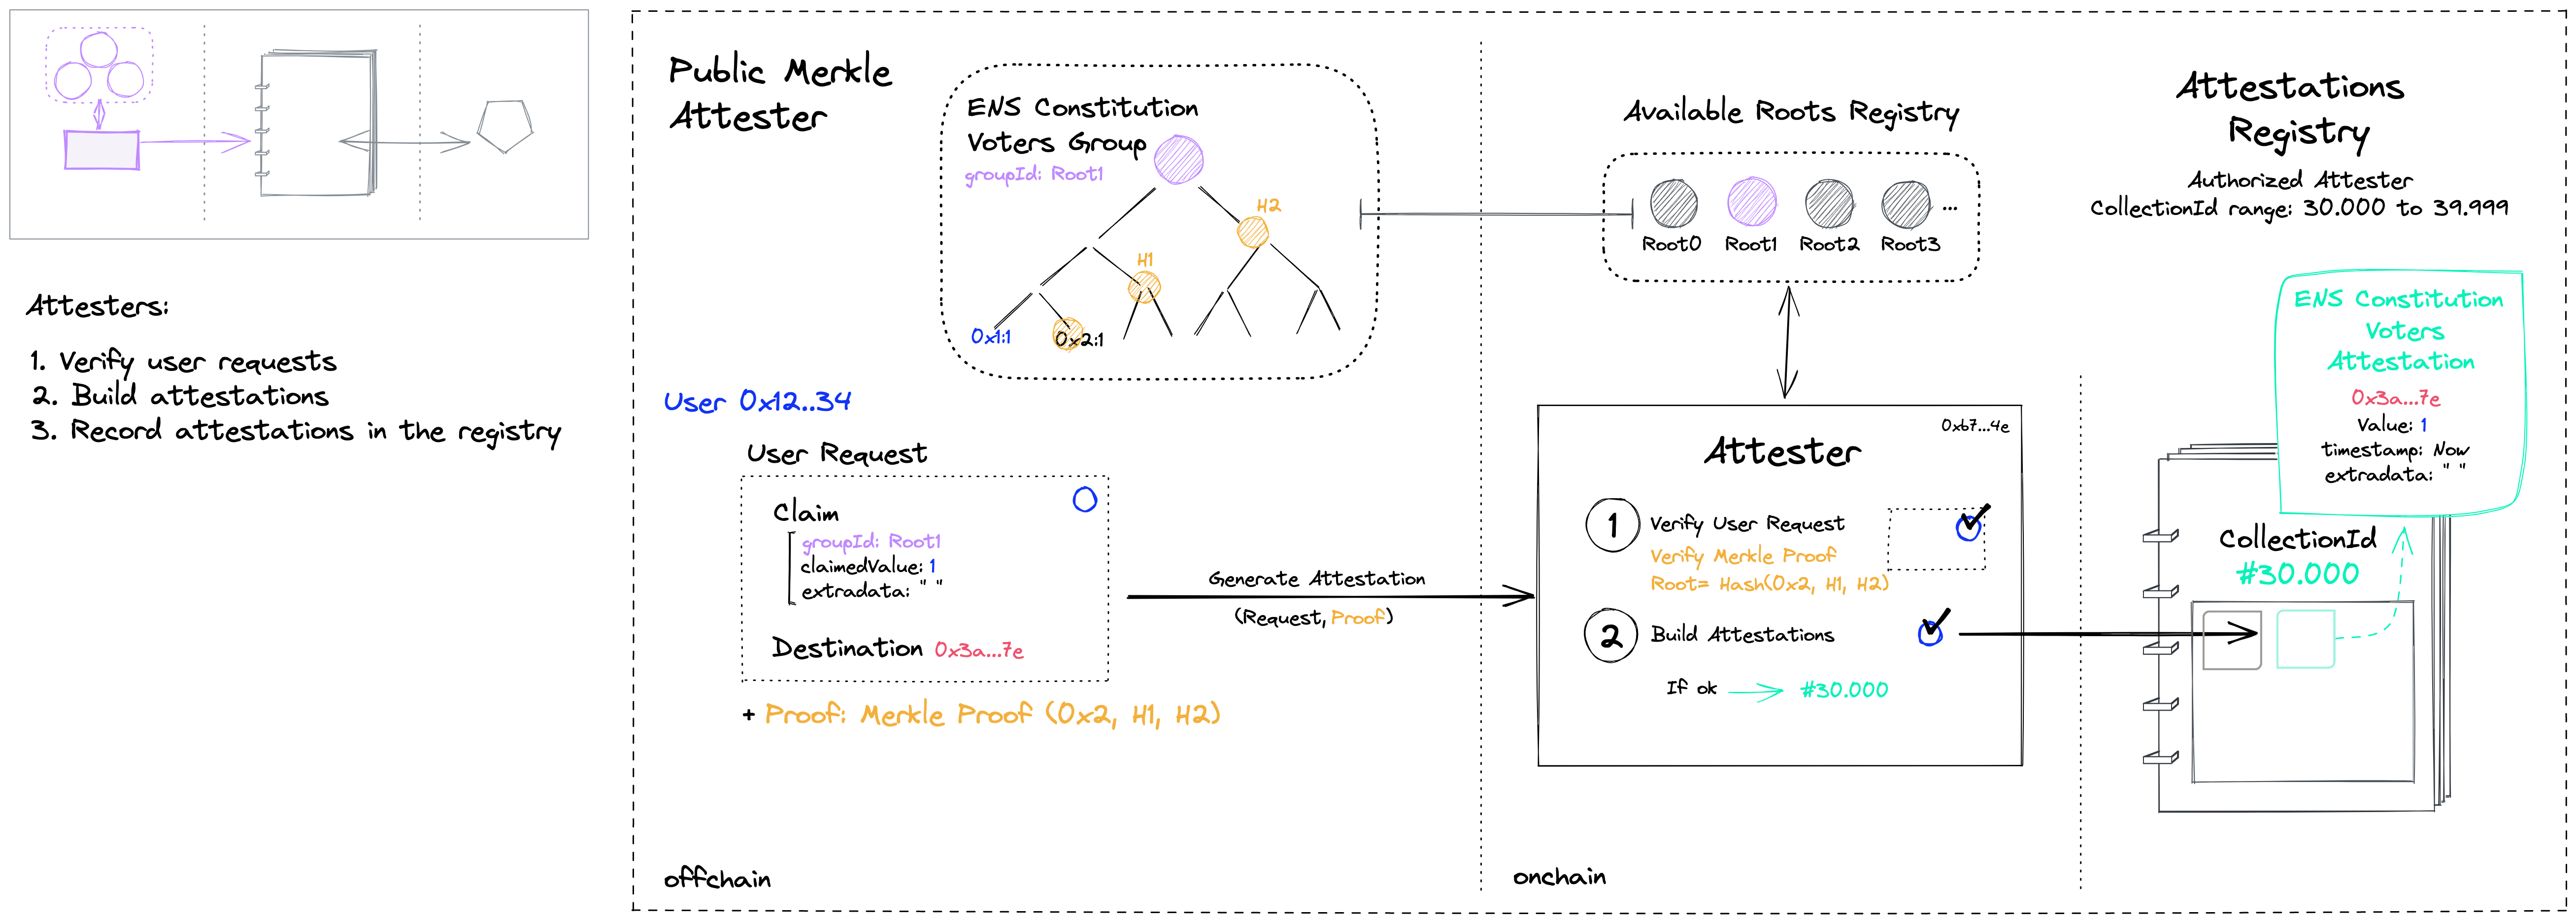 Attesters:
1. Verify user requests
2. Build attestations
3. Record attestations in the registry
Public Merkle
Attester
ENS Constitution
Voters Group
groupId: Root1
H2
H1
0x1:1
0x2:1
User 0x12..34
User Request
Claim
groupId: Root1
claimedValue: 1
extradata: " "
Destination 0x3a...7e
+ Proof: Merkle Proof (0x2, H1, H2)
offchain
Generate Attestation
(Request, Proof)
Available Roots Registry
...
Root0 Root1 Root2 Root3
0xb7...4e
Attester
1 Verify User Request
Verify Merkle Proof
Root= Hash(0x2, H1, H2)
2 Build Attestations
If ok #30.000
onchain
Attestations
Registry
Authorized Attester
CollectionId range: 30.000 to 39.999
ENS Constitution
Voters
Attestation
0x3a...7e
Value: 1
timestamp: Now
extradata: " "
CollectionId
#30.000